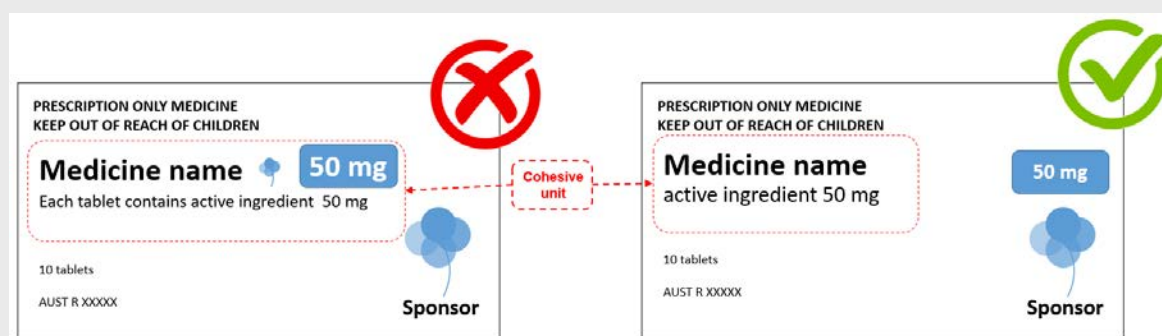 PRESCRIPTION ONLY MEDICINE
KEEP OUT OF REACH OF CHILDREN
Medicine name 50 mg
Each tablet contains active ingredient 50 mg
10 tablets
AUST R XXXXX
Sponsor
Cohesive
unit
PRESCRIPTION ONLY MEDICINE
KEEP OUT OF REACH OF CHILDREN
Medicine name
active ingredient 50 mg
50 mg
10 tablets
AUST R XXXXX
Sponsor